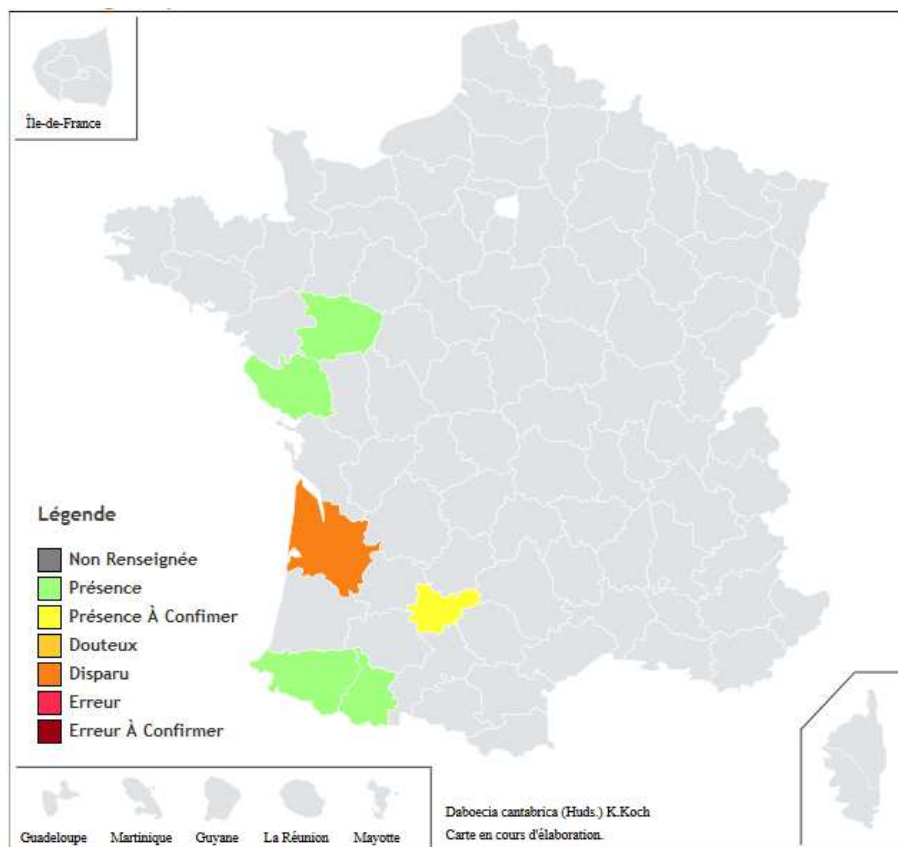 Île-de-France
Légende
Non Renseignée
Présence
Présence À Confimer
Douteux
Disparu
Erreur
Erreur À Confirmer
Guadeloupe Martinique Guyane La Réunion Mayotte
Daboecia cantabrica (Huds.) K.Koch
Carte en cours d'élaboration.